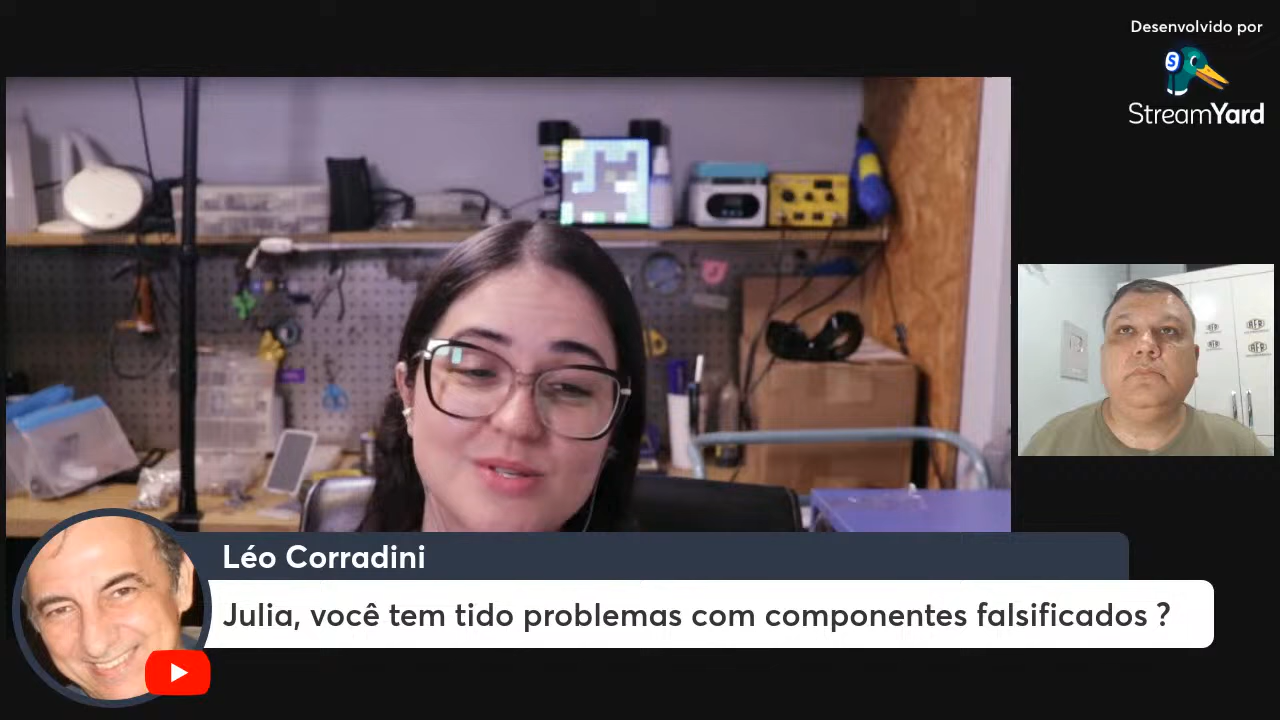 Desenvolvido por
StreamYard
Léo Corradini
Julia, você tem tido problemas com componentes falsificados ?